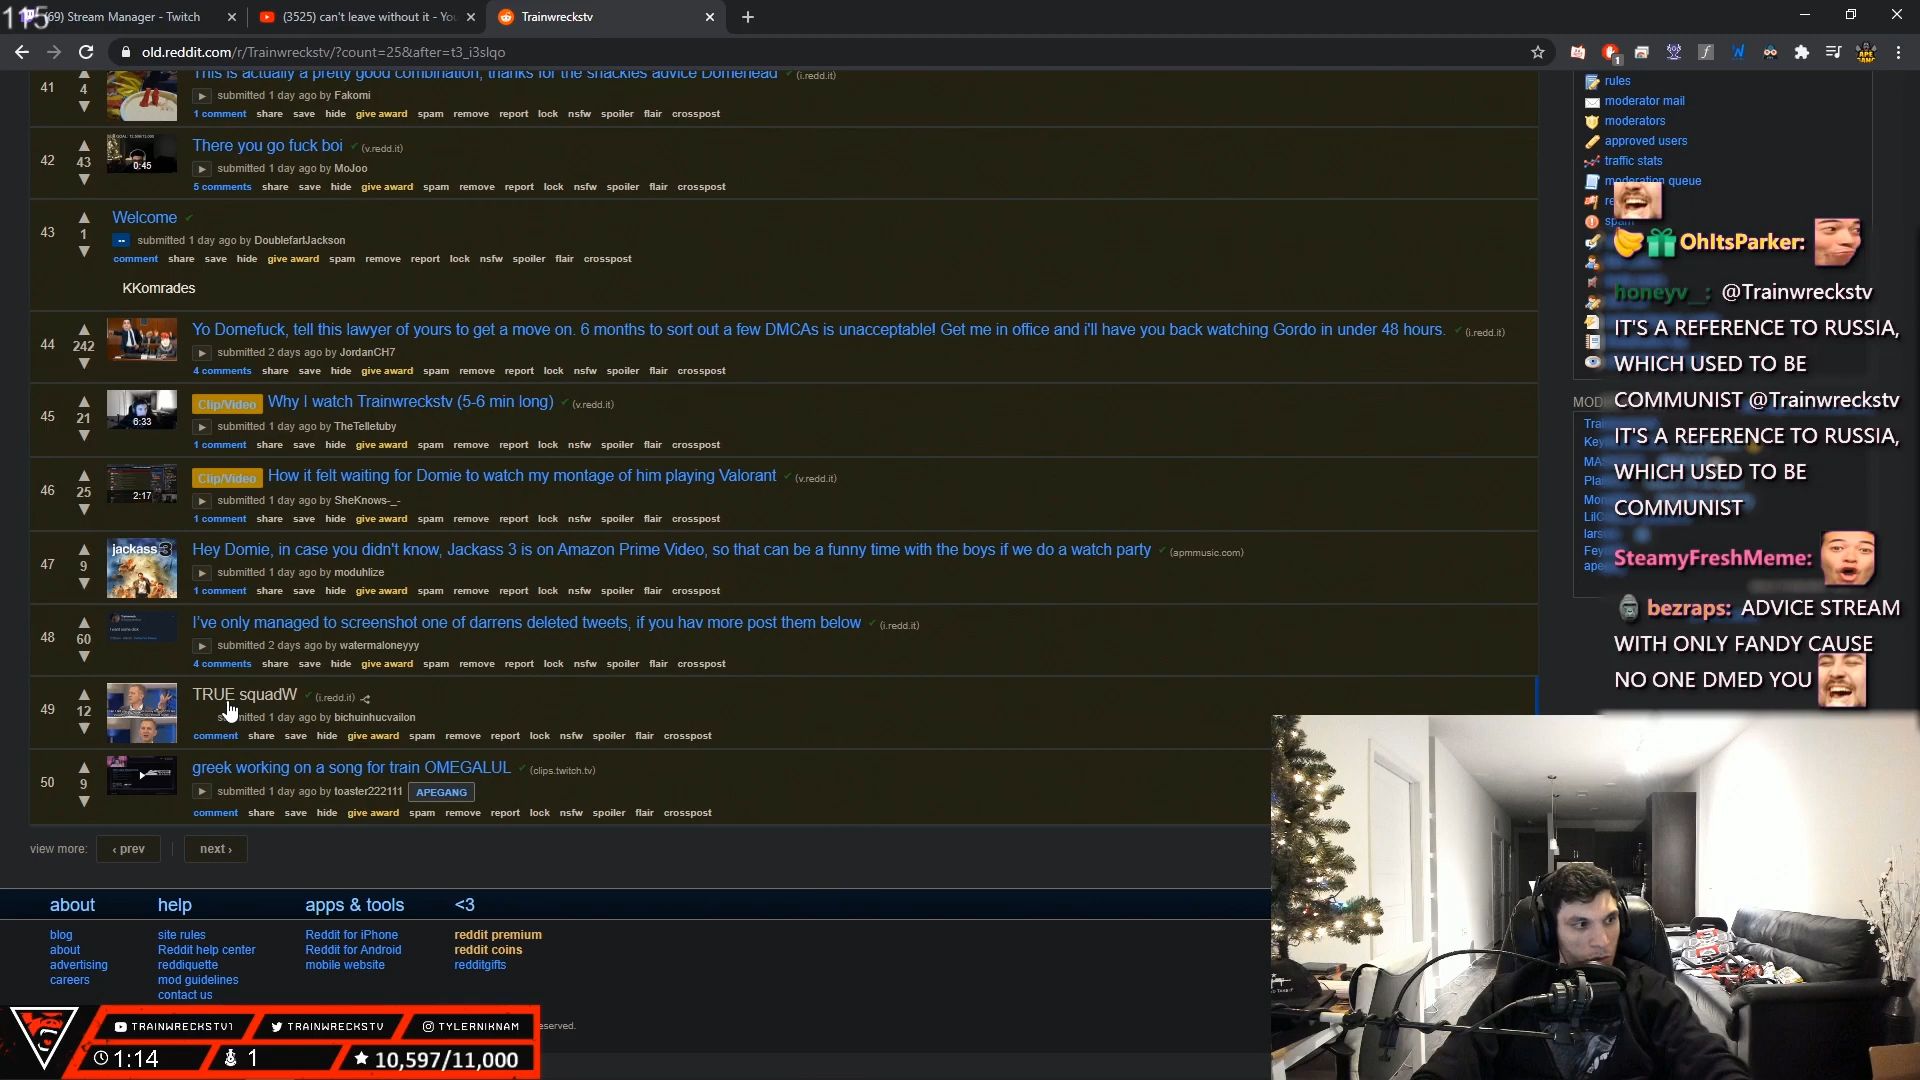 115
69) Stream Manager - Twitch
(3525) can't leave without it - You
Trainwreckstv
old.reddit.com/r/Trainwreckstv/?count=25&after=t3_i3slqo
41
4
This is actually a pretty good combination, thanks for the shackles advice Domehead (i.redd.it)
submitted 1 day ago by Fakomi
1 comment share save hide give award spam remove report lock nsfw spoiler flair crosspost
42
43
0:45
There you go fuck boi (v.redd.it)
submitted 1 day ago by MoJoo
5 comments share save hide give award spam remove report lock nsfw spoiler flair crosspost
43
1
Welcome
submitted 1 day ago by DoublefartJackson
comment share save hide give award spam remove report lock nsfw spoiler flair crosspost
KKomrades
44
242
Yo Domefuck, tell this lawyer of yours to get a move on. 6 months to sort out a few DMCAs is unacceptable! Get me in office and i'll have you back watching Gordo in under 48 hours. (i.redd.it)
submitted 2 days ago by JordanCH7
4 comments share save hide give award spam remove report lock nsfw spoiler flair crosspost
45
21
6:33
Clip/Video Why I watch Trainwreckstv (5-6 min long) (v.redd.it)
submitted 1 day ago by TheTelletuby
1 comment share save hide give award spam remove report lock nsfw spoiler flair crosspost
46
25
2:17
Clip/Video How it felt waiting for Domie to watch my montage of him playing Valorant (v.redd.it)
submitted 1 day ago by SheKnows-_-
1 comment share save hide give award spam remove report lock nsfw spoiler flair crosspost
47
9
jackass 3
Hey Domie, in case you didn't know, Jackass 3 is on Amazon Prime Video, so that can be a funny time with the boys if we do a watch party (apmmusic.com)
submitted 1 day ago by moduhlize
1 comment share save hide give award spam remove report lock nsfw spoiler flair crosspost
48
60
I've only managed to screenshot one of darrens deleted tweets, if you hav more post them below (i.redd.it)
submitted 2 days ago by watermaloneyyy
4 comments share save hide give award spam remove report lock nsfw spoiler flair crosspost
49
12
TRUE squadW (i.redd.it)
submitted 1 day ago by bichuinhucvailon
comment share save hide give award spam remove report lock nsfw spoiler flair crosspost
50
9
greek working on a song for train OMEGALUL (clips.twitch.tv)
submitted 1 day ago by toaster222111 APEGANG
comment share save hide give award spam remove report lock nsfw spoiler flair crosspost
view more: ‹ prev | next ›
rules
moderator mail
moderators
approved users
traffic stats
moderation queue
OhItsParker:
honeyv__: @Trainwreckstv
IT'S A REFERENCE TO RUSSIA,
WHICH USED TO BE
COMMUNIST @Trainwreckstv
IT'S A REFERENCE TO RUSSIA,
WHICH USED TO BE
COMMUNIST
SteamyFreshMeme:
bezraps: ADVICE STREAM
WITH ONLY FANDY CAUSE
NO ONE DMED YOU
about
blog
about
advertising
careers
help
site rules
Reddit help center
reddiquette
mod guidelines
contact us
apps & tools
Reddit for iPhone
Reddit for Android
mobile website
<3
reddit premium
reddit coins
redditgifts
TRAINWRECKSTV1
TRAINWRECKSTV
TYLERNIKNAM
1:14
1
10,597/11,000